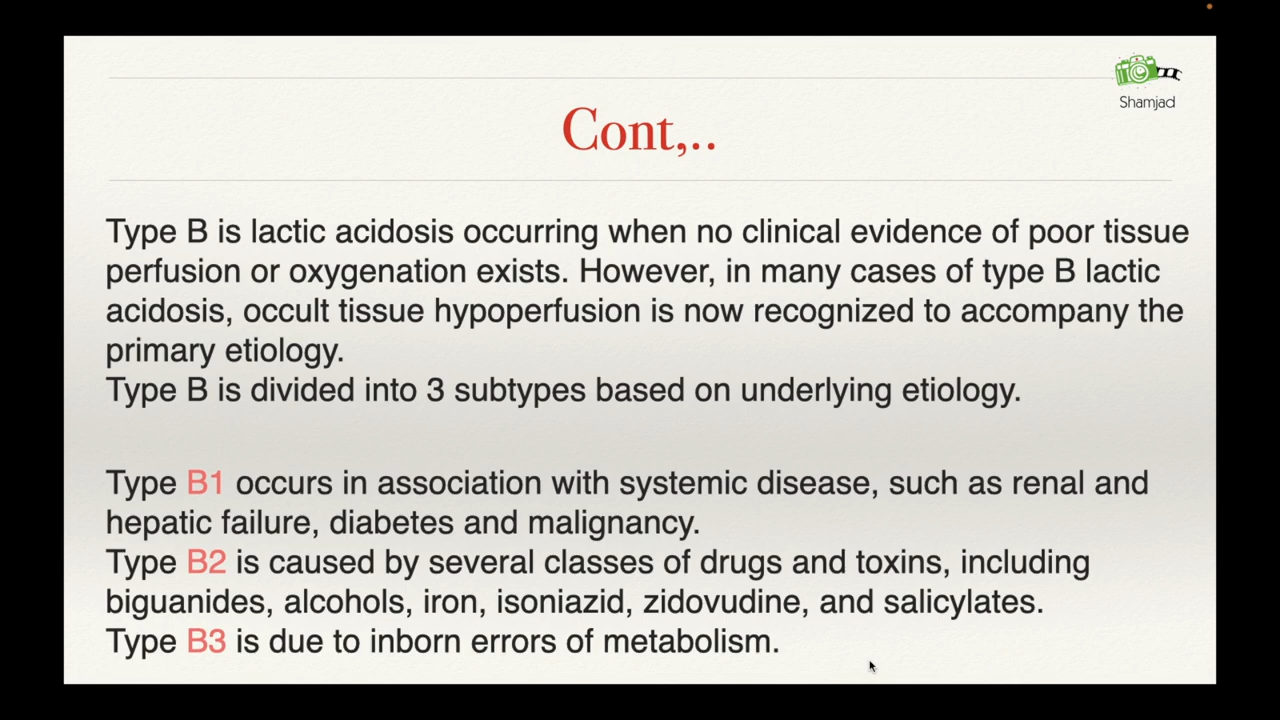 Shamjad
Cont,..
Type B is lactic acidosis occurring when no clinical evidence of poor tissue
perfusion or oxygenation exists. However, in many cases of type B lactic
acidosis, occult tissue hypoperfusion is now recognized to accompany the
primary etiology.
Type B is divided into 3 subtypes based on underlying etiology.
Type B1 occurs in association with systemic disease, such as renal and
hepatic failure, diabetes and malignancy.
Type B2 is caused by several classes of drugs and toxins, including
biguanides, alcohols, iron, isoniazid, zidovudine, and salicylates.
Type B3 is due to inborn errors of metabolism.